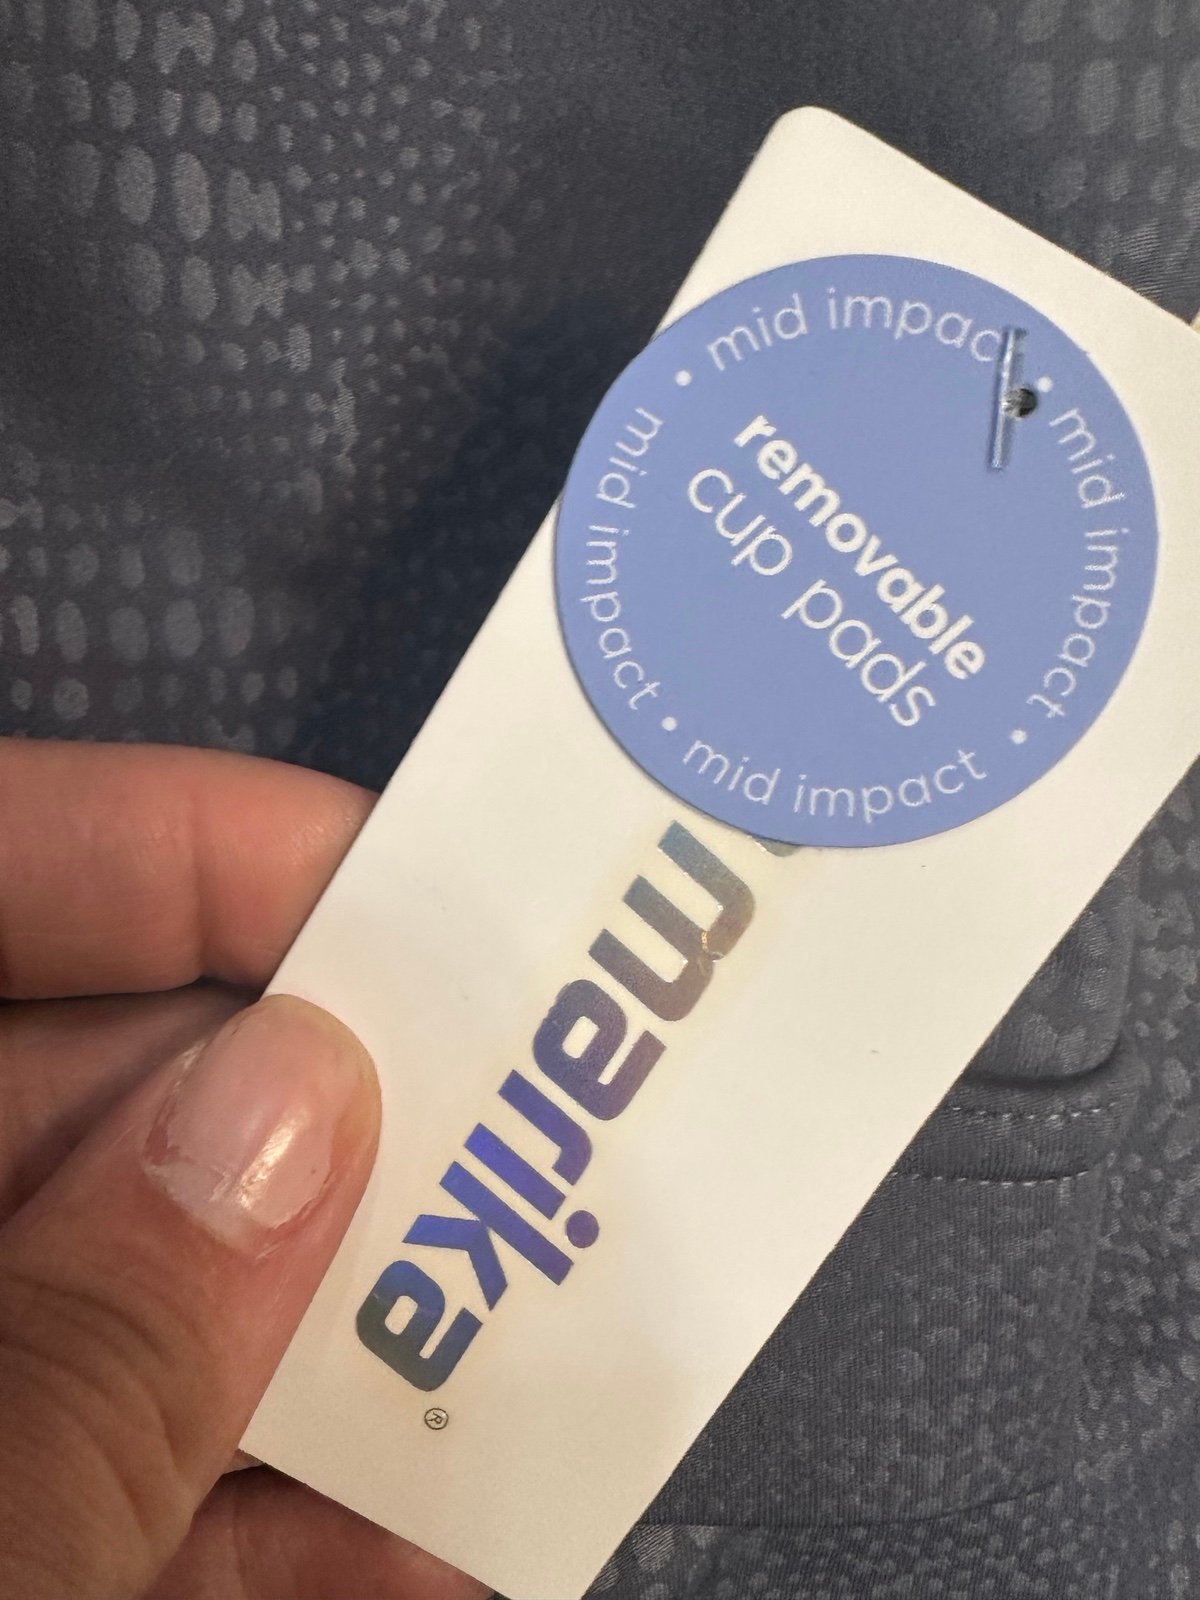 mid impact • mid impact • mid impact • mid impact •
removable
cup pads
marika
®